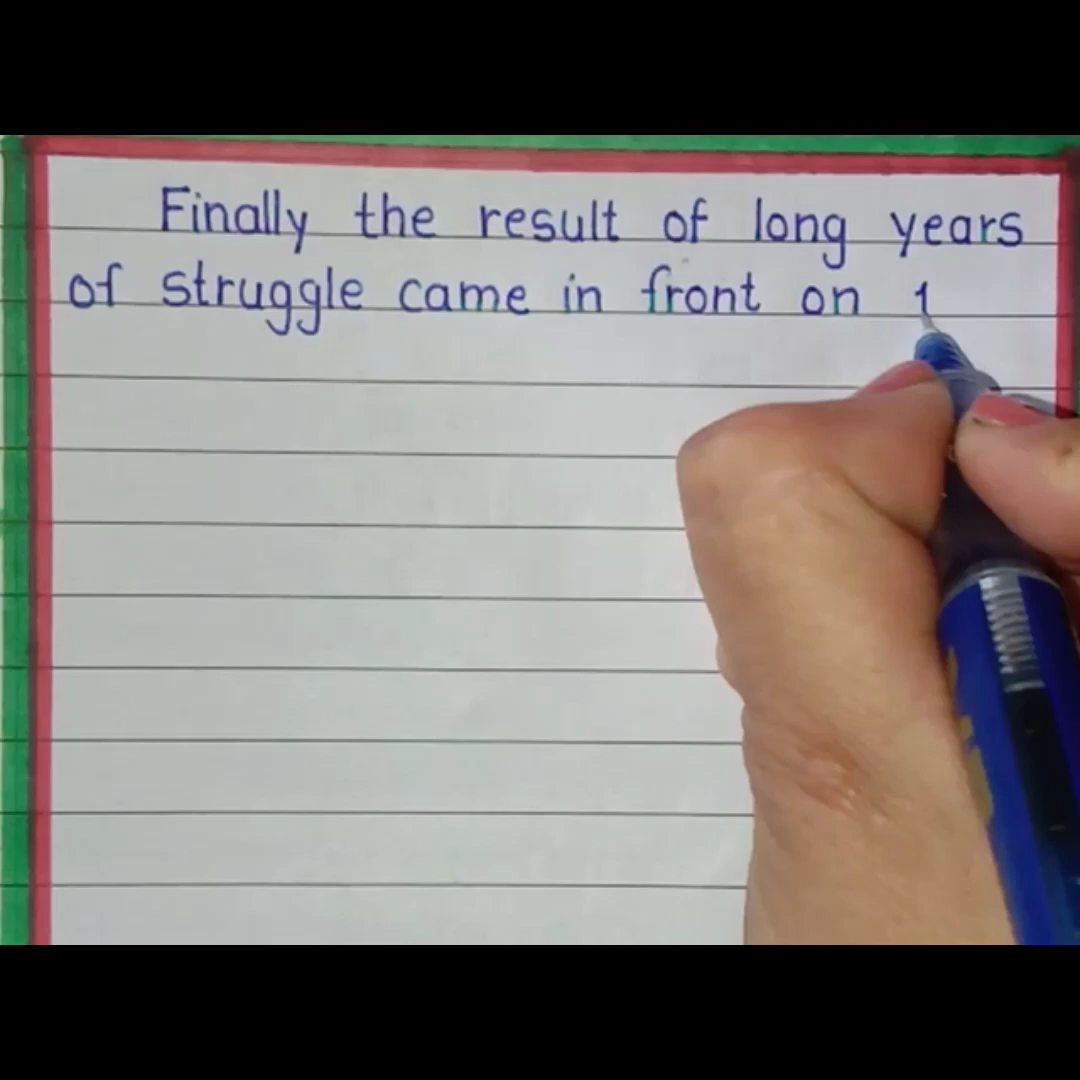 Finally the result of long years
of struggle came in front on 1